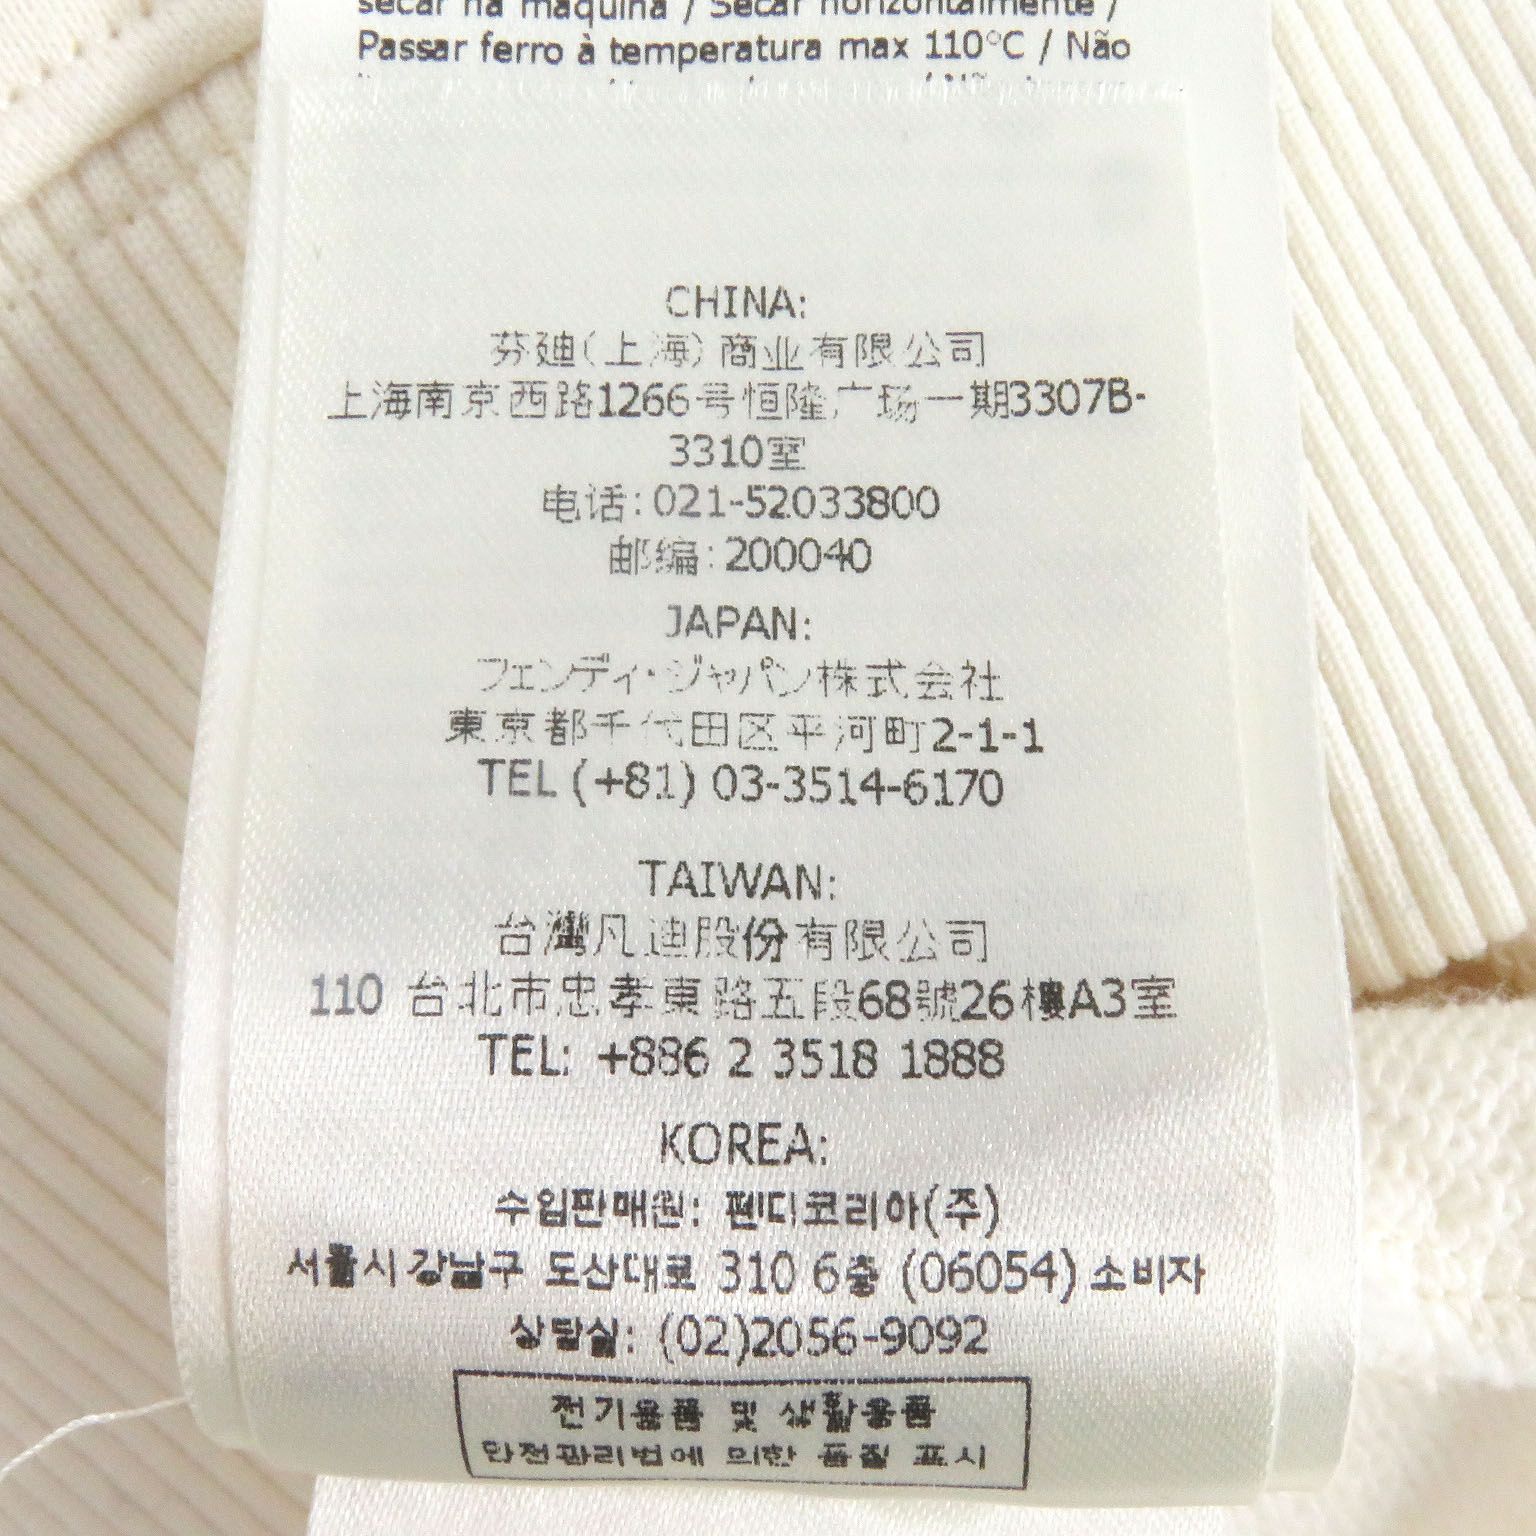 secar na máquina / Secar horizontalmente /
Passar ferro à temperatura max 110°C / Não
CHINA:
芬迪(上海)商业有限公司
上海南京西路1266号恒隆广场一期3307B-
3310室
电话: 021-52033800
邮编: 200040
JAPAN:
フェンディ・ジャパン株式会社
東京都千代田区平河町2-1-1
TEL (+81) 03-3514-6170
TAIWAN:
台灣凡迪股份有限公司
110 台北市忠孝東路五段68號26樓A3室
TEL: +886 2 3518 1888
KOREA:
수입판매원: 펜디코리아(주)
서울시 강남구 도산대로 310 6층 (06054) 소비자
상담실: (02)2056-9092
전기용품 및 생활용품
안전관리법에 의한 품질 표시